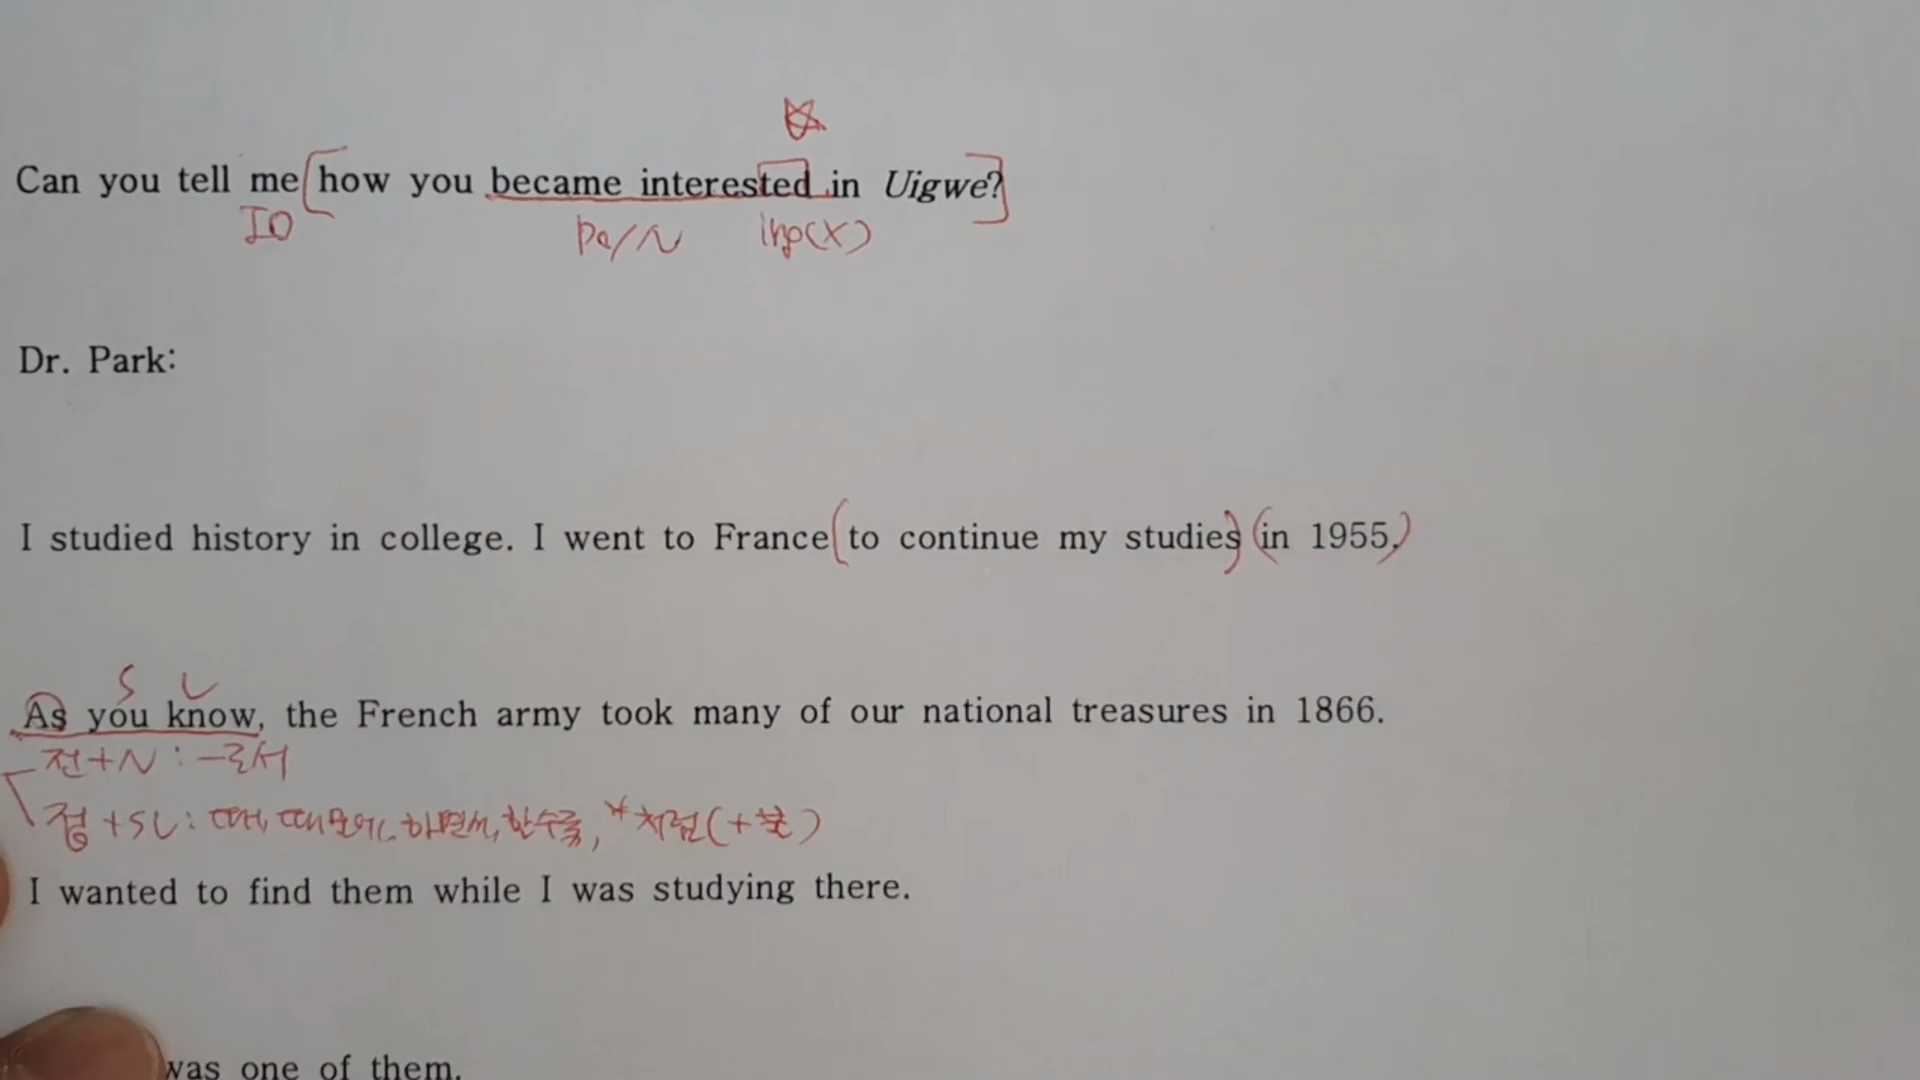 Can you tell me [how you became interested in Uigwe?]
IO ing(X)
Dr. Park:
I studied history in college. I went to France (to continue my studies) (in 1955.)
S V
As you know, the French army took many of our national treasures in 1866.
전+N : -로서
접+SV: 때, 때문에, 하면서, 할수록, *처럼(+)
I wanted to find them while I was studying there.
was one of them.